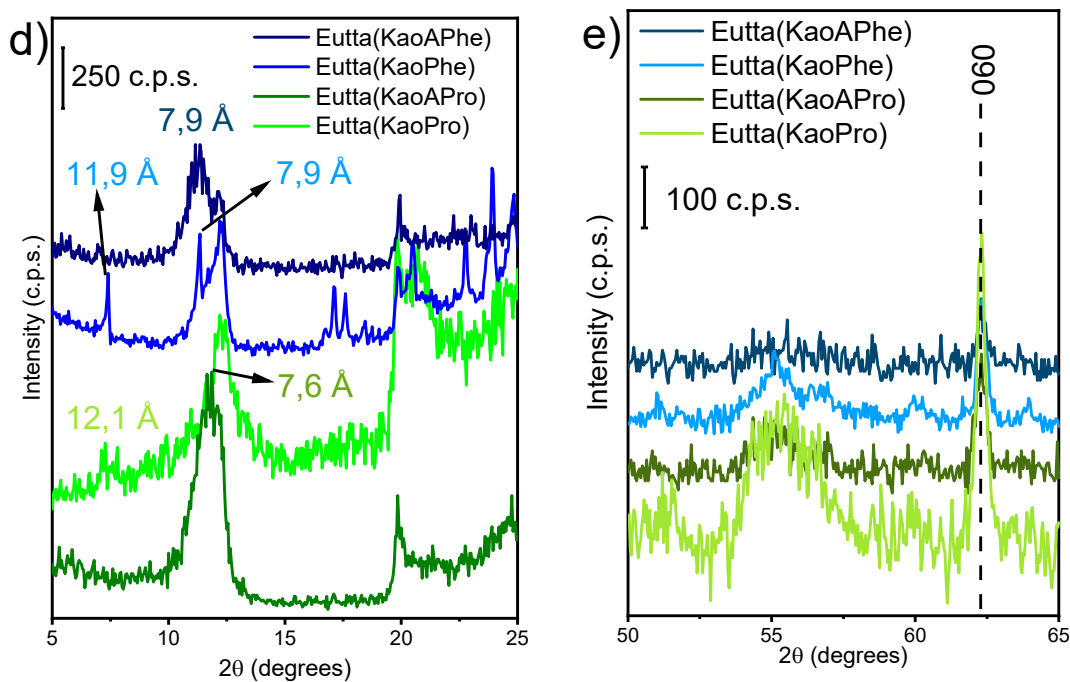 d)
250 c.p.s.
Eutta(KaoAPhe)
Eutta(KaoPhe)
Eutta(KaoAPro)
Eutta(KaoPro)
7,9 Å
11,9 Å
7,9 Å
7,6 Å
12,1 Å
Intensity (c.p.s.)
5 10 15 20 25
2θ (degrees)
e)
Eutta(KaoAPhe)
Eutta(KaoPhe)
Eutta(KaoAPro)
Eutta(KaoPro)
060
100 c.p.s.
Intensity (c.p.s.)
50 55 60 65
2θ (degrees)